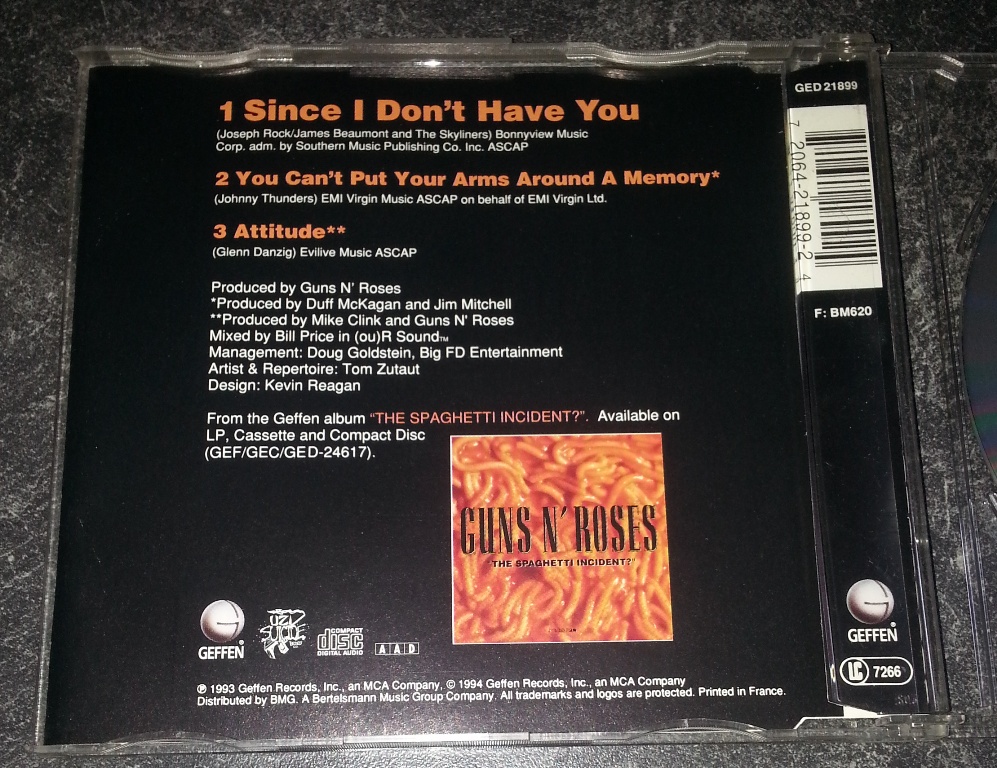 1 Since I Don't Have You
(Joseph Rock/James Beaumont and The Skyliners) Bonnyview Music
Corp. adm. by Southern Music Publishing Co. Inc. ASCAP
2 You Can't Put Your Arms Around A Memory*
(Johnny Thunders) EMI Virgin Music ASCAP on behalf of EMI Virgin Ltd.
3 Attitude**
(Glenn Danzig) Evilive Music ASCAP
Produced by Guns N' Roses
*Produced by Duff McKagan and Jim Mitchell
**Produced by Mike Clink and Guns N' Roses
Mixed by Bill Price in (ou)R Sound™
Management: Doug Goldstein, Big FD Entertainment
Artist & Repertoire: Tom Zutaut
Design: Kevin Reagan
From the Geffen album "THE SPAGHETTI INCIDENT?". Available on
LP, Cassette and Compact Disc
(GEF/GEC/GED-24617).
GUNS N' ROSES
"THE SPAGHETTI INCIDENT?"
GEFFEN
UZI
SUICIDE
COMPACT
disc
DIGITAL AUDIO
AAD
℗ 1993 Geffen Records, Inc., an MCA Company, © 1994 Geffen Records, Inc., an MCA Company
Distributed by BMG. A Bertelsmann Music Group Company. All trademarks and logos are protected. Printed in France.
GED 21899
7 2064-21899-2 4
F: BM620
GEFFEN
LC 7266